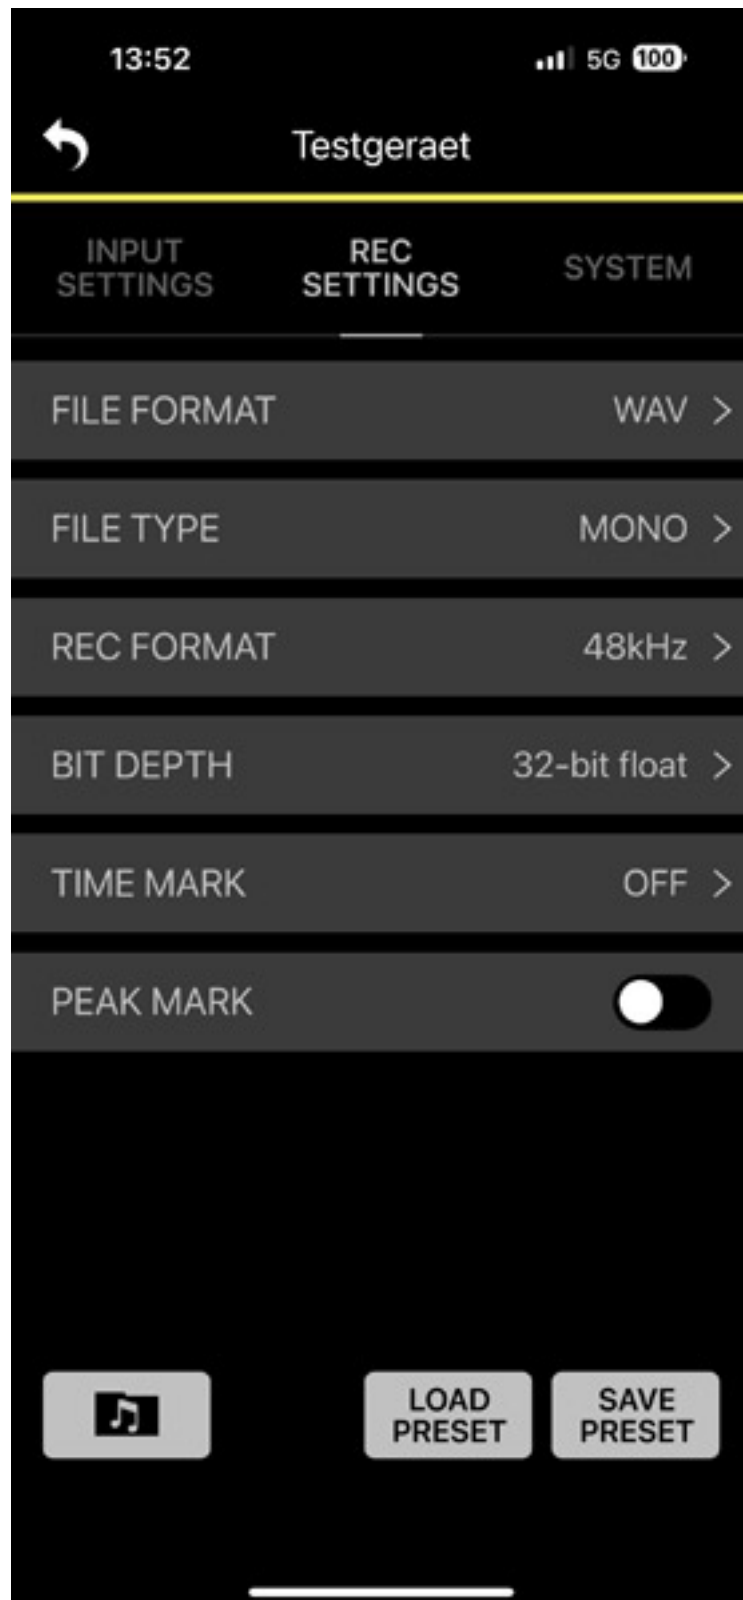 13:52 5G 100
Testgeraet
INPUT SETTINGS
REC SETTINGS
SYSTEM
FILE FORMAT WAV >
FILE TYPE MONO >
REC FORMAT 48kHz >
BIT DEPTH 32-bit float >
TIME MARK OFF >
PEAK MARK
LOAD PRESET
SAVE PRESET